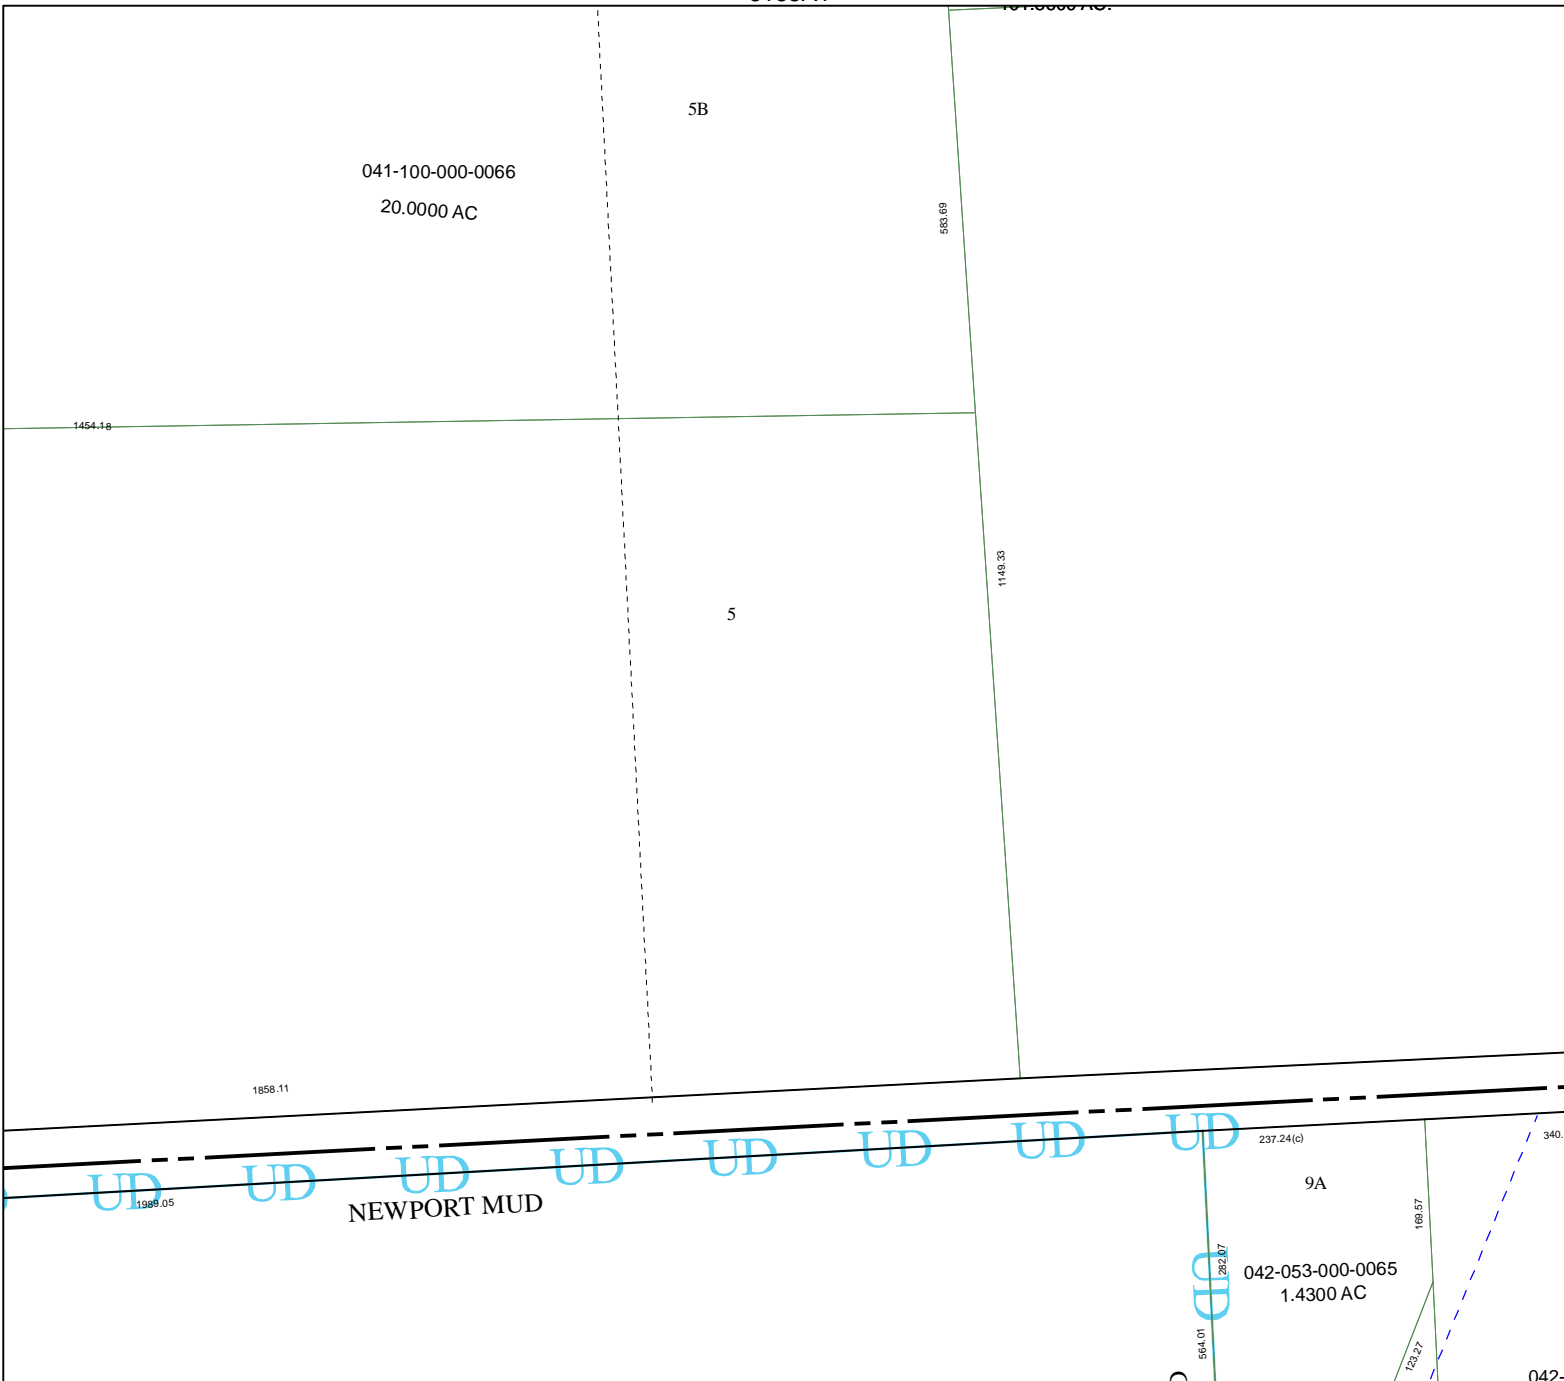 5B
041-100-000-0066
20.0000 AC
583.69
1454.18
1149.33
5
1858.11
UD UD UD UD UD UD UD UD
237.24(c)
340.
1989.05
NEWPORT MUD
9A
169.57
282.07
UD
042-053-000-0065
1.4300 AC
564.01
123.27
042-